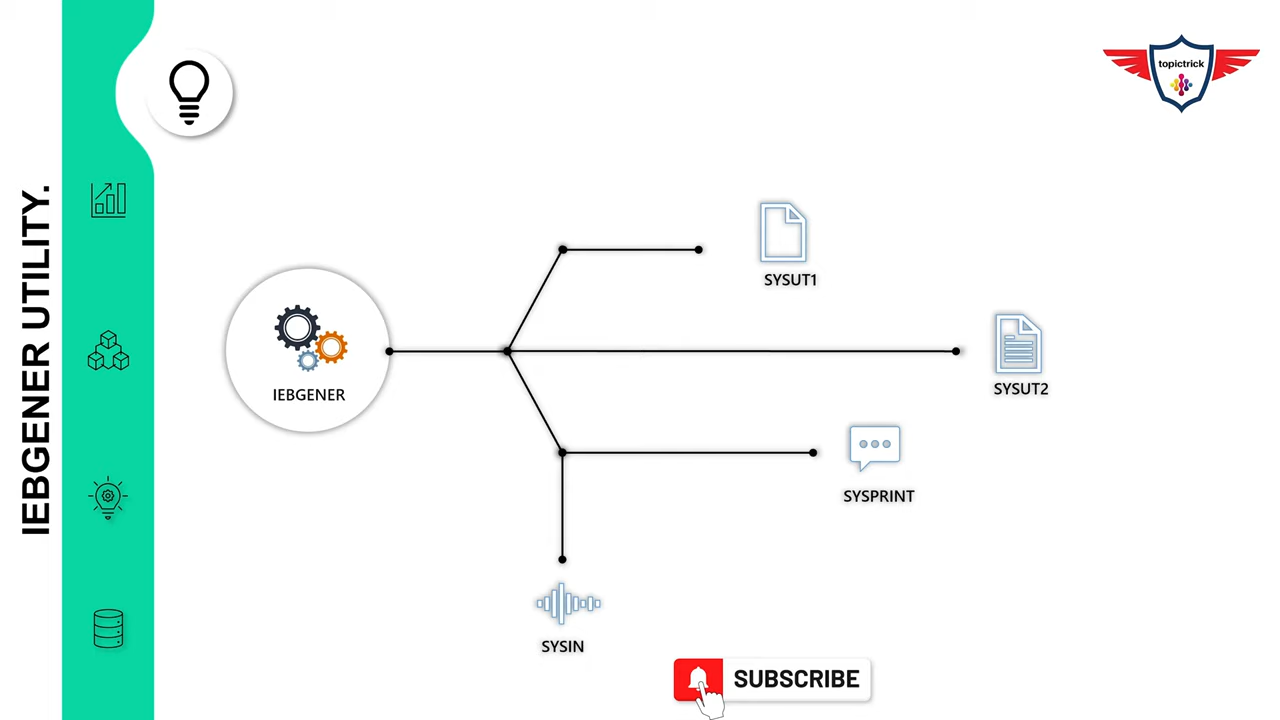 IEBGENER UTILITY.
topictrick
SYSUT1
SYSUT2
IEBGENER
SYSPRINT
SYSIN
SUBSCRIBE